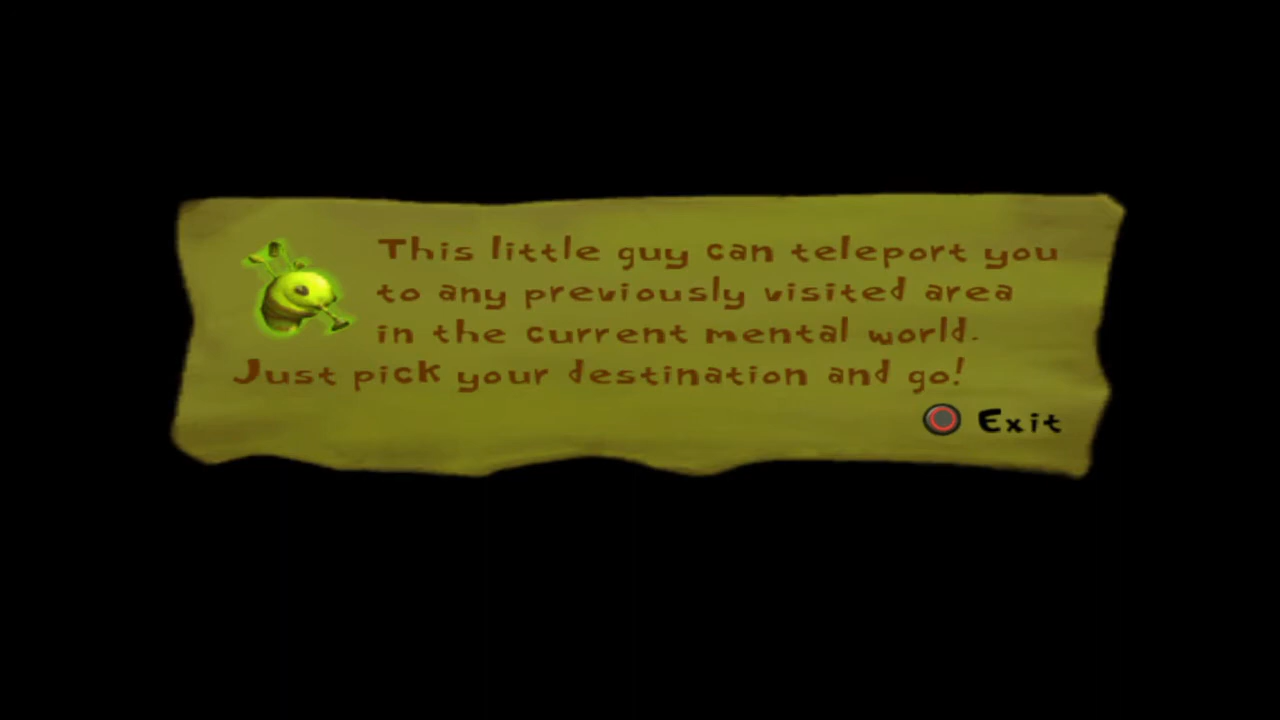 This little guy can teleport you
to any previously visited area
in the current mental world.
Just pick your destination and go!
Exit